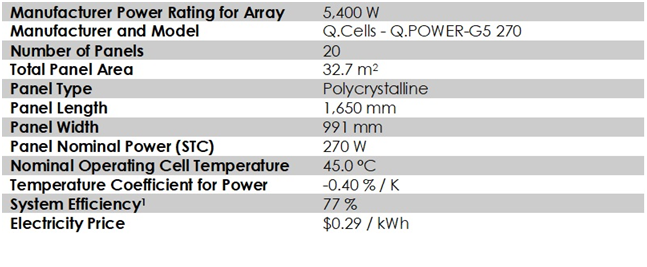 Manufacturer Power Rating for Array 5,400 W
Manufacturer and Model Q.Cells - Q.POWER-G5 270
Number of Panels 20
Total Panel Area 32.7 m²
Panel Type Polycrystalline
Panel Length 1,650 mm
Panel Width 991 mm
Panel Nominal Power (STC) 270 W
Nominal Operating Cell Temperature 45.0 °C
Temperature Coefficient for Power -0.40 % / K
System Efficiency¹ 77 %
Electricity Price $0.29 / kWh